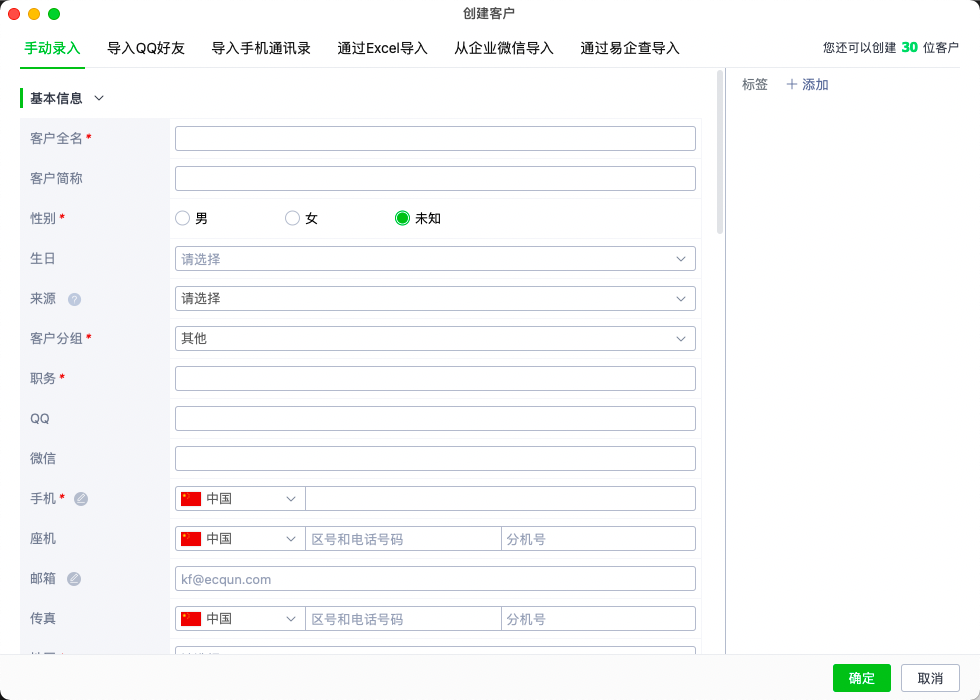 创建客户
手动录入 导入QQ好友 导入手机通讯录 通过Excel导入 从企业微信导入 通过易企查导入 您还可以创建 30 位客户
标签 + 添加
基本信息
客户全名*
客户简称
性别* 男 女 未知
生日 请选择
来源 ? 请选择
客户分组* 其他
职务*
QQ
微信
手机* 中国
座机 中国 区号和电话号码 分机号
邮箱 kf@ecqun.com
传真 中国 区号和电话号码 分机号
确定 取消